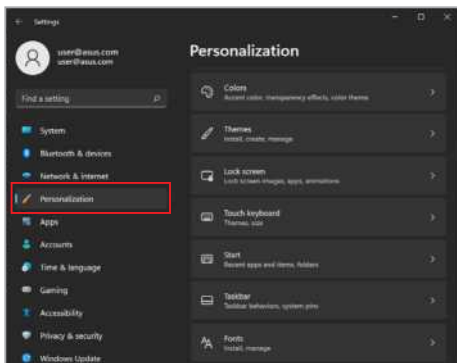 Settings
user@asus.com
user@asus.com
Find a setting
System
Bluetooth & devices
Network & internet
Personalization
Apps
Accounts
Time & language
Gaming
Accessibility
Privacy & security
Windows Update
Personalization
Colors
Accent color, transparency effects, color theme
Themes
Install, create, manage
Lock screen
Lock screen images, apps, animations
Touch keyboard
Themes, size
Start
Recent apps and items, folders
Taskbar
Taskbar behaviors, system pins
Fonts
Install, manage